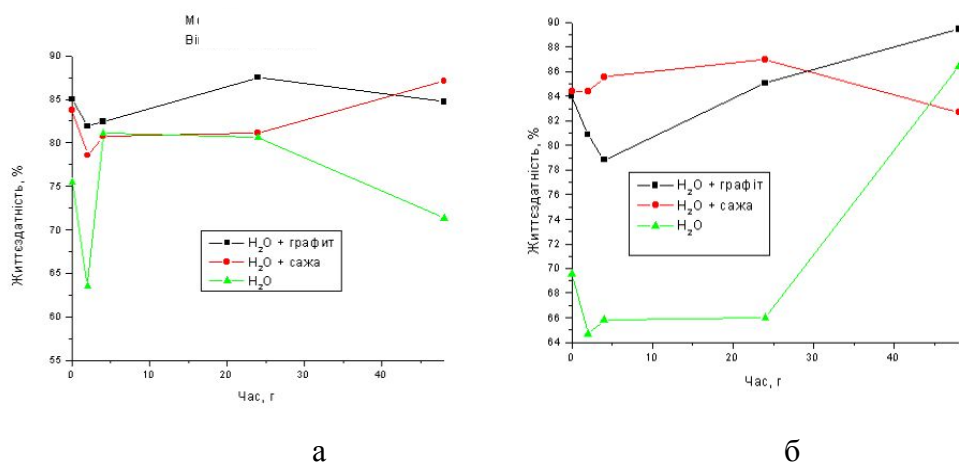 90
85
80
75
70
65
60
55
0
10
20
30
40
Життєздатність, %
Час, г
H₂O + графит
H₂O + сажа
H₂O
а
90
88
86
84
82
80
78
76
74
72
70
68
66
64
0
10
20
30
40
Життєздатність, %
Час, г
H₂O + графіт
H₂O + сажа
H₂O
б